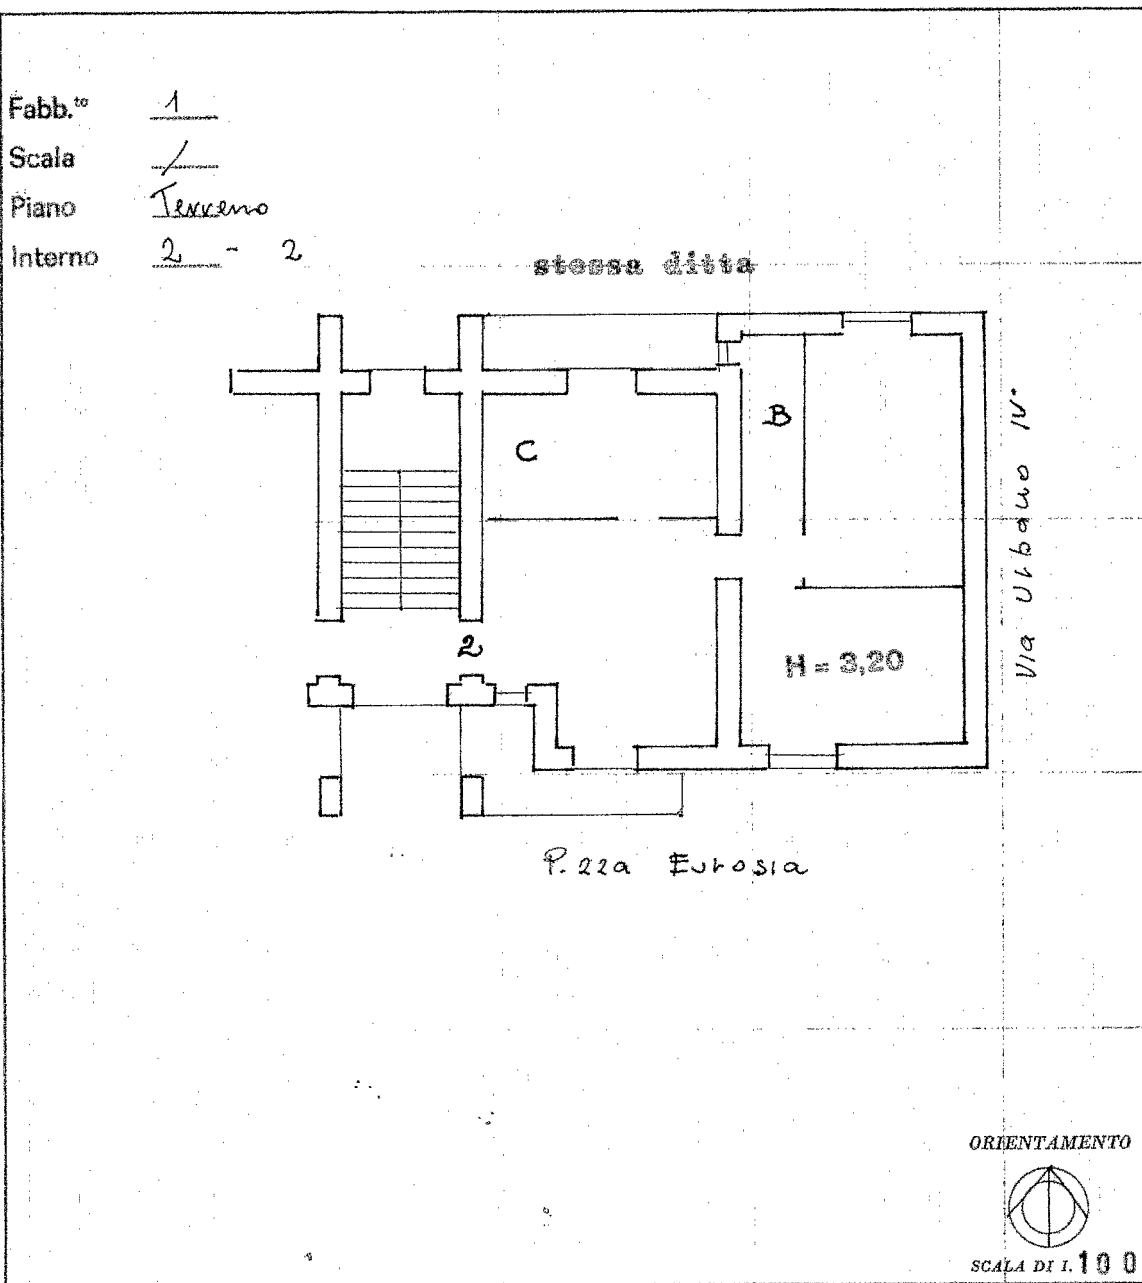 Fabb.to 1
Scala /
Piano Terreno
Interno 2 - 2
stessa ditta
B
C
Via Urbano IV°
2
H = 3,20
P.zza Eurosia
ORIENTAMENTO
SCALA DI 1. 100